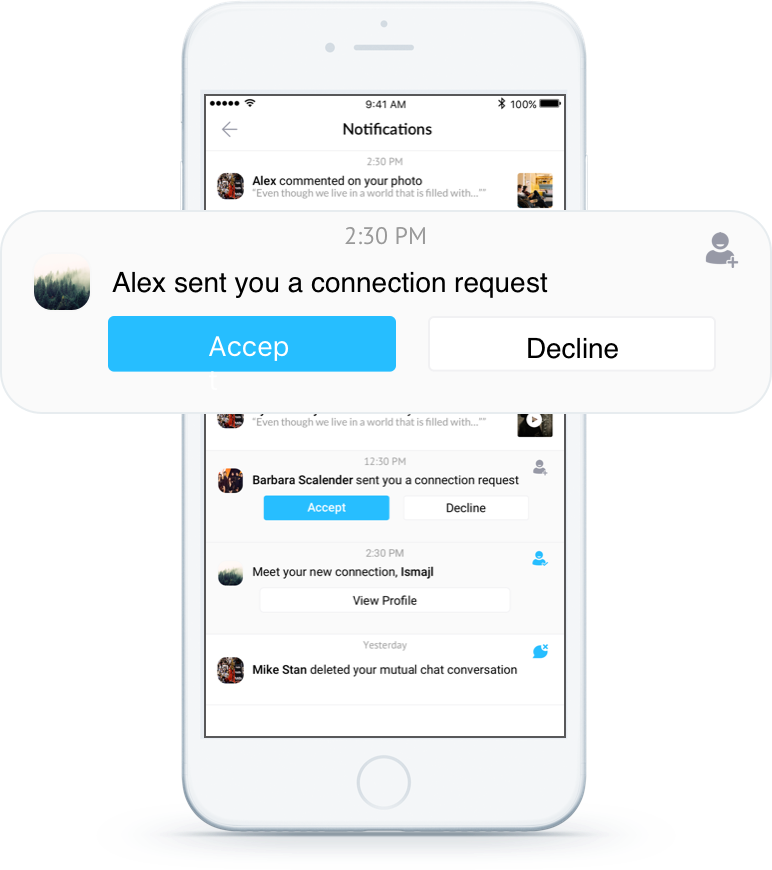 9:41 AM 100%
Notifications
2:30 PM
Alex commented on your photo
"Even though we live in a world that is filled with...""
2:30 PM
Alex sent you a connection request
Accep
t
Decline
"Even though we live in a world that is filled with...""
12:30 PM
Barbara Scalender sent you a connection request
Accept Decline
2:30 PM
Meet your new connection, Ismajl
View Profile
Yesterday
Mike Stan deleted your mutual chat conversation